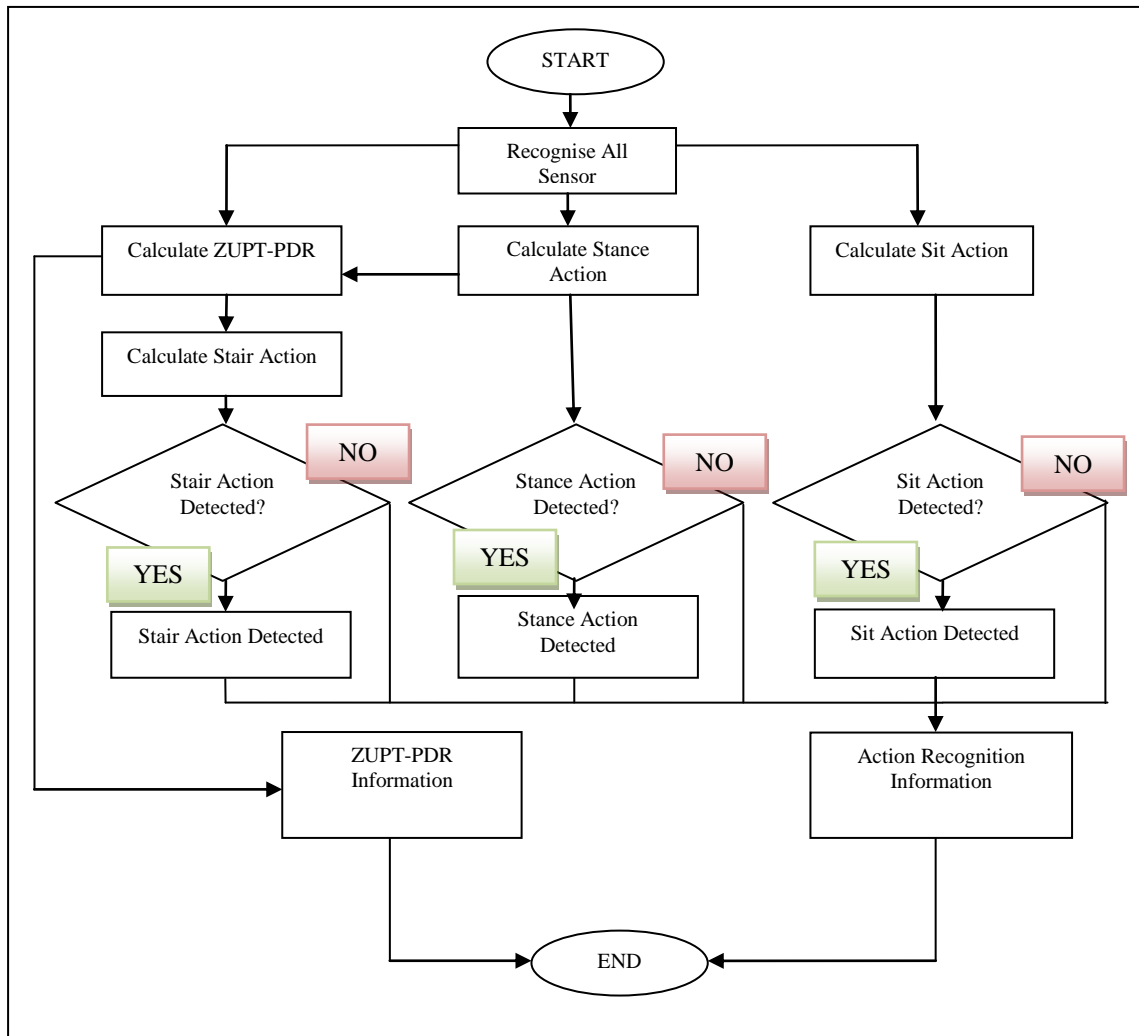 START
Recognise All
Sensor
Calculate ZUPT-PDR
Calculate Stance
Action
Calculate Sit Action
Calculate Stair Action
NO
NO
NO
Stair Action
Detected?
Stance Action
Detected?
Sit Action
Detected?
YES
YES
YES
Stair Action Detected
Stance Action
Detected
Sit Action Detected
ZUPT-PDR
Information
Action Recognition
Information
END